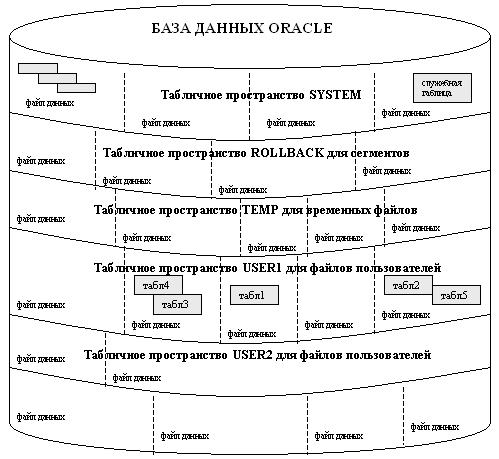 БАЗА ДАННЫХ ORACLE
служебная
таблица
Табличное пространство SYSTEM
файл данных
файл данных
файл данных
файл данных
Табличное пространство ROLLBACK для сегментов
файл данных
файл данных
файл данных
Табличное пространство TEMP для временных файлов
файл данных
файл данных
файл данных
файл данных
файл данных
Табличное пространство USER1 для файлов пользователей
табл4
табл3
табл1
табл2
табл5
файл данных
файл данных
файл данных
файл данных
файл данных
Табличное пространство USER2 для файлов пользователей
файл данных
файл данных
файл данных
файл данных
файл данных
файл данных